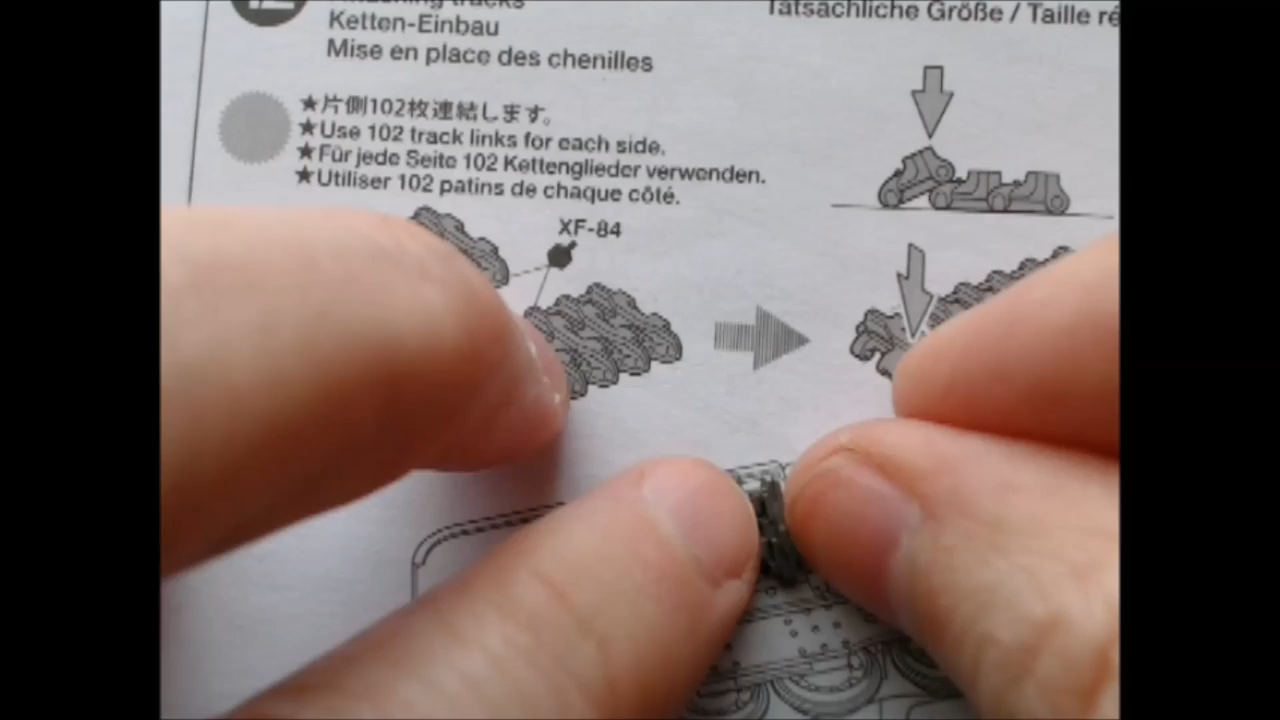 12
tracks
Tatsächliche Größe / Taille
Ketten-Einbau
Mise en place des chenilles
★片側102枚連結します。
★Use 102 track links for each side.
★Für jede Seite 102 Kettenglieder verwenden.
★Utiliser 102 patins de chaque côté.
XF-84